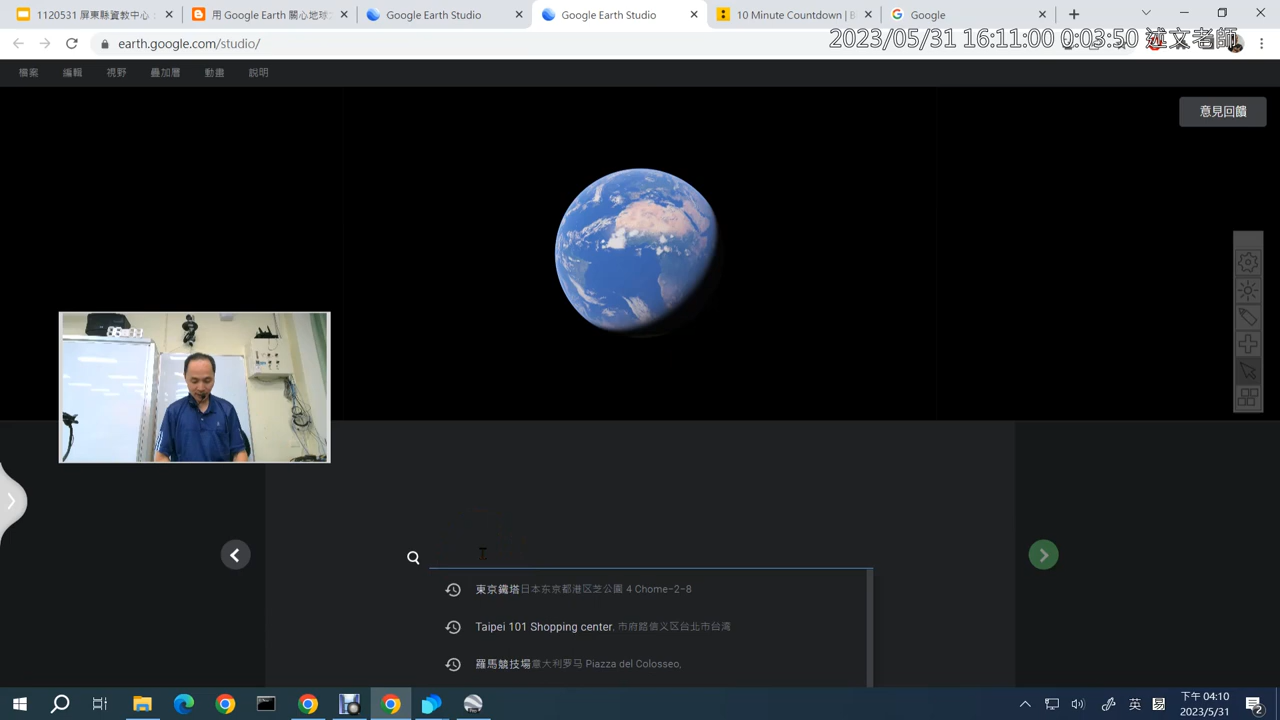 1120531 屏東縣資教中心：
用 Google Earth 關心地球
Google Earth Studio
Google Earth Studio
10 Minute Countdown | B
Google
earth.google.com/studio/
2023/05/31 16:11:00 0:03:50 述文老師
檔案 編輯 視野 疊加層 動畫 說明
意見回饋
東京鐵塔 日本东京都港区芝公園 4 Chome-2-8
Taipei 101 Shopping center. 市府路信义区台北市台湾
羅馬競技場 意大利罗马 Piazza del Colosseo,
英
下午 04:10
2023/5/31
2